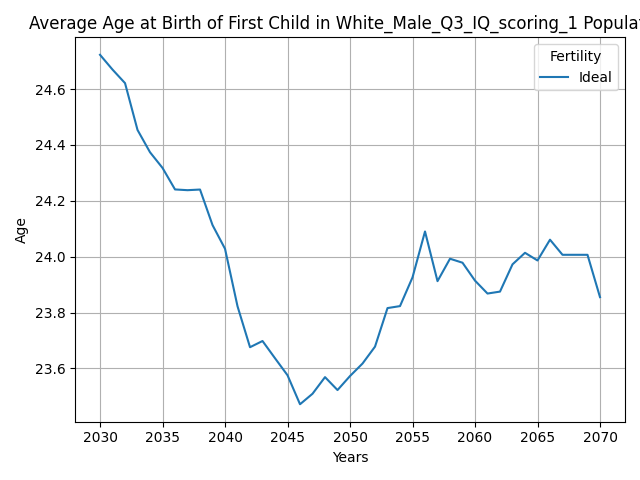 Average Age at Birth of First Child in White_Male_Q3_IQ_scoring_1
Fertility
Ideal
24.6
24.4
24.2
24.0
23.8
23.6
Age
2030 2035 2040 2045 2050 2055 2060 2065 2070
Years